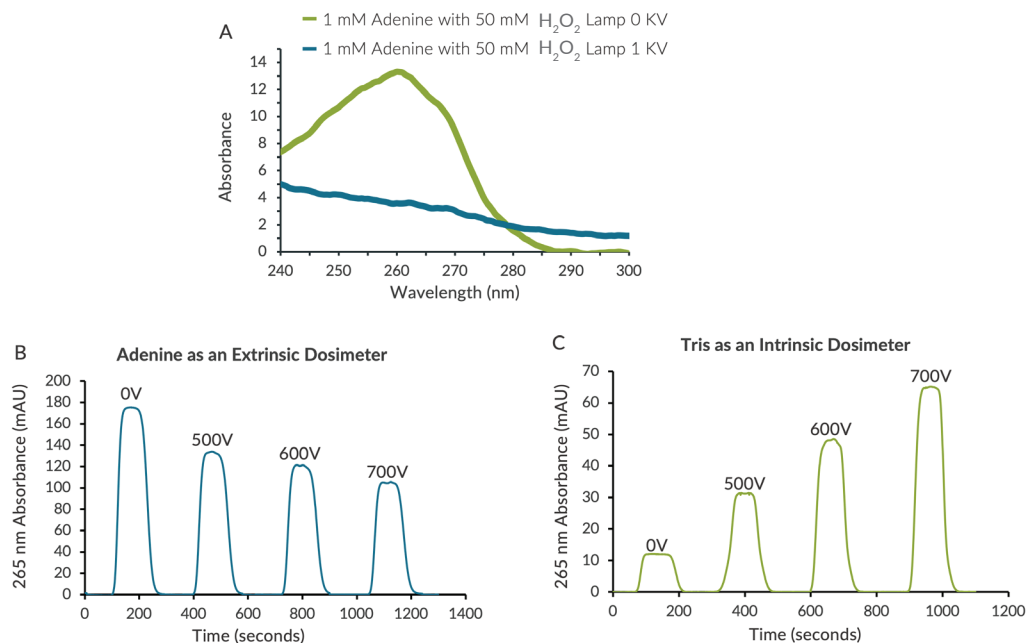 A
1 mM Adenine with 50 mM H₂O₂ Lamp 0 KV
1 mM Adenine with 50 mM H₂O₂ Lamp 1 KV
Absorbance
14
12
10
8
6
4
2
0
240 250 260 270 280 290 300
Wavelength (nm)
B
Adenine as an Extrinsic Dosimeter
265 nm Absorbance (mAU)
200
180
160
140
120
100
80
60
40
20
0
0V
500V
600V
700V
0 200 400 600 800 1000 1200 1400
Time (seconds)
C
Tris as an Intrinsic Dosimeter
265 nm Absorbance (mAU)
70
60
50
40
30
20
10
0
0V
500V
600V
700V
0 200 400 600 800 1000 1200
Time (seconds)